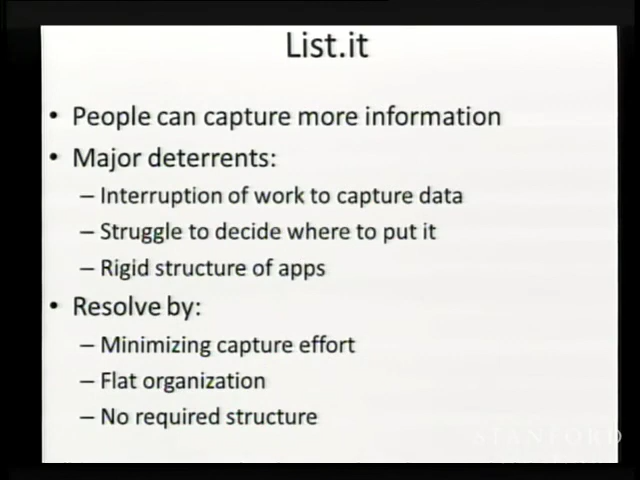 List.it
• People can capture more information
• Major deterrents:
– Interruption of work to capture data
– Struggle to decide where to put it
– Rigid structure of apps
• Resolve by:
– Minimizing capture effort
– Flat organization
– No required structure
STANFORD